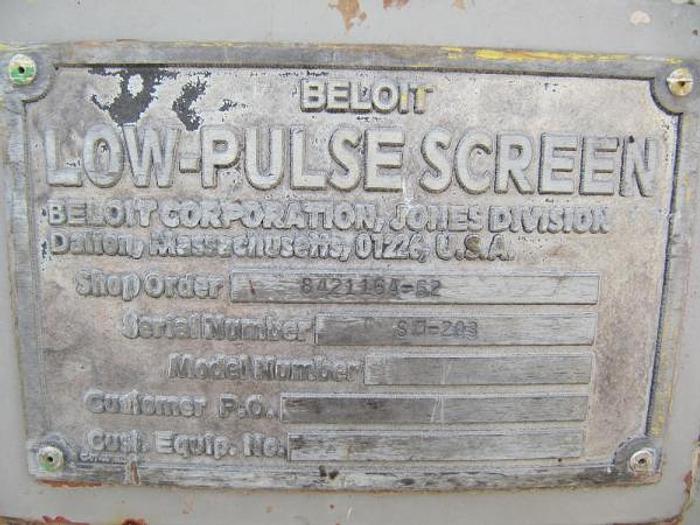 BELOIT
LOW-PULSE SCREEN
BELOIT CORPORATION, JONES DIVISION
Dalton, Massachusetts, 01226, U.S.A.
Shop Order
Serial Number
Model Number
Customer P.O.
Cust. Equip. No.